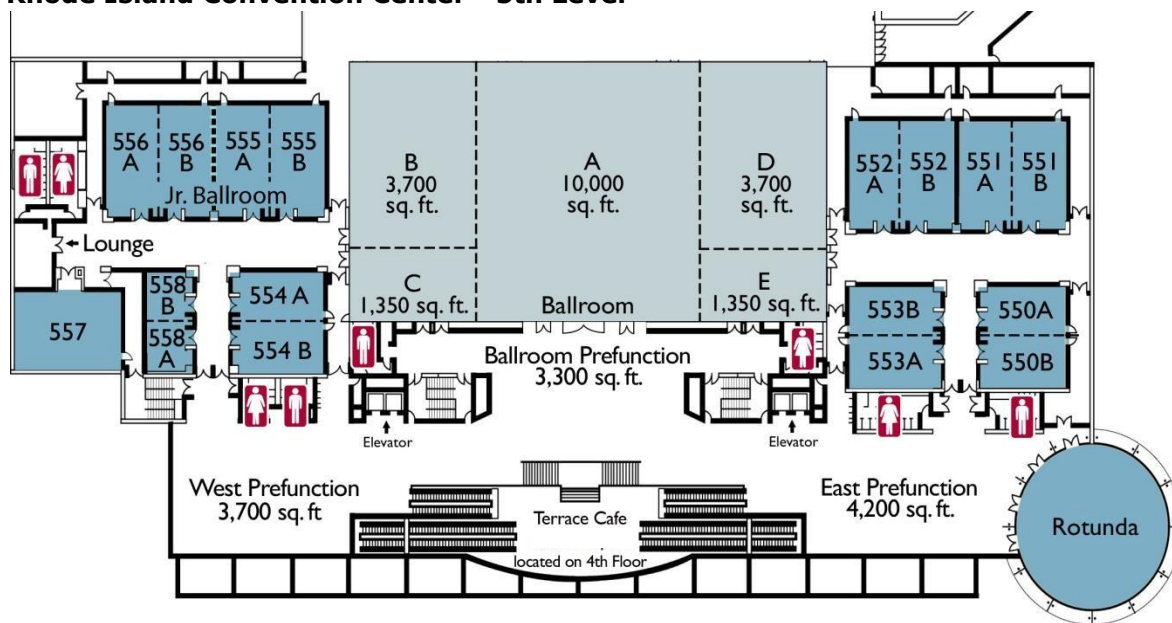 Rhode Island Convention Center - 5th Level
556 A
556 B
555 A
555 B
Jr. Ballroom
B
3,700
sq. ft.
A
10,000
sq. ft.
D
3,700
sq. ft.
552 A
552 B
551 A
551 B
Lounge
C
1,350 sq. ft.
Ballroom
E
1,350 sq. ft.
557
558 B
558 A
554 A
554 B
553B
553A
550A
550B
Ballroom Prefunction
3,300 sq. ft.
Elevator
Elevator
West Prefunction
3,700 sq. ft
East Prefunction
4,200 sq. ft.
Terrace Cafe
located on 4th Floor
Rotunda